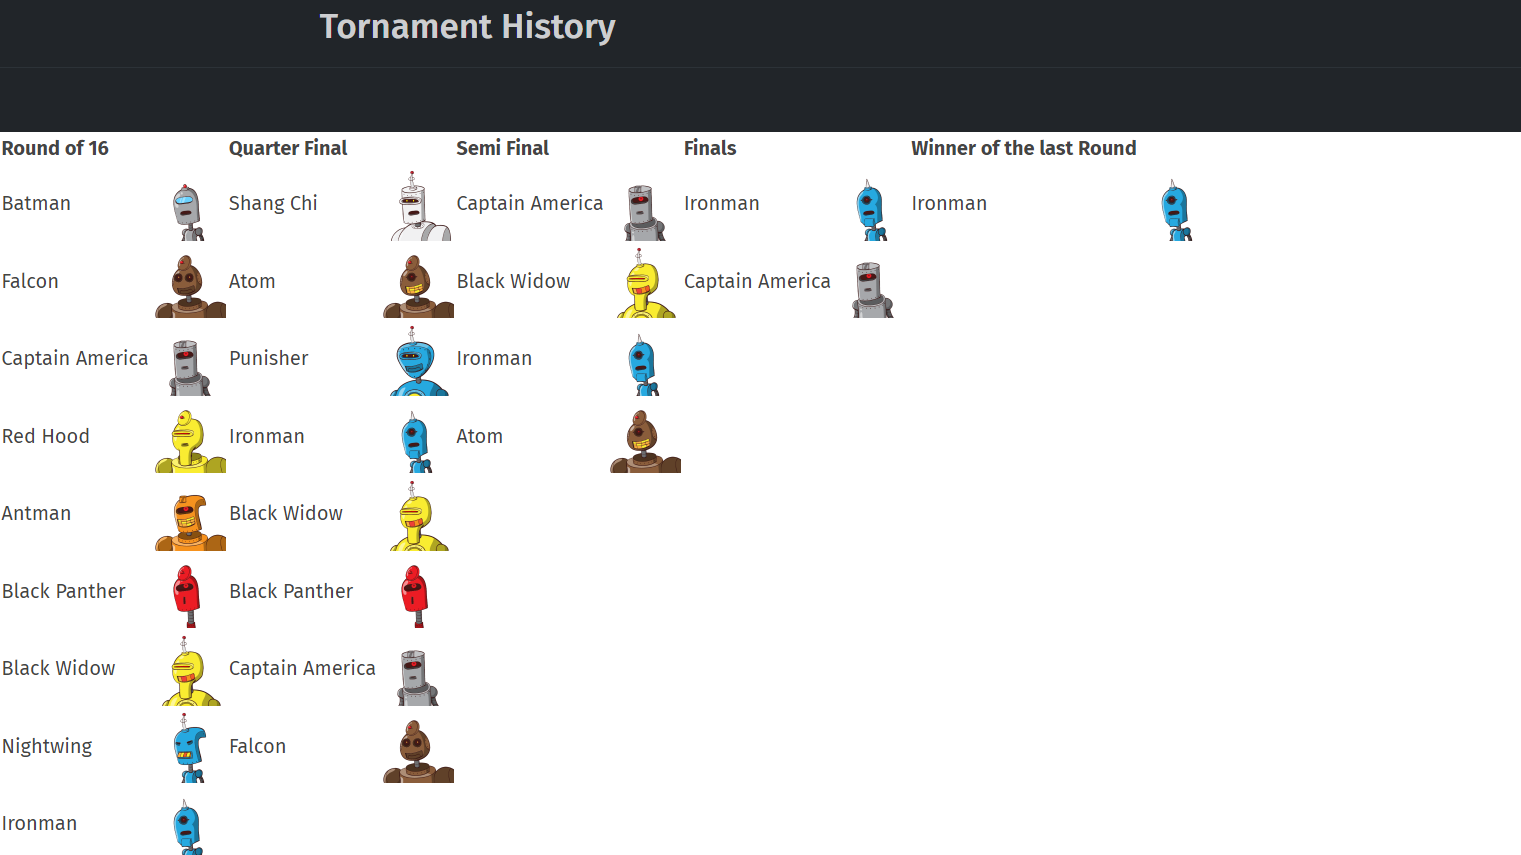 Tornament History
Round of 16 Quarter Final Semi Final Finals Winner of the last Round
Batman Shang Chi Captain America Ironman Ironman
Falcon Atom Black Widow Captain America
Captain America Punisher Ironman
Red Hood Ironman Atom
Antman Black Widow
Black Panther Black Panther
Black Widow Captain America
Nightwing Falcon
Ironman